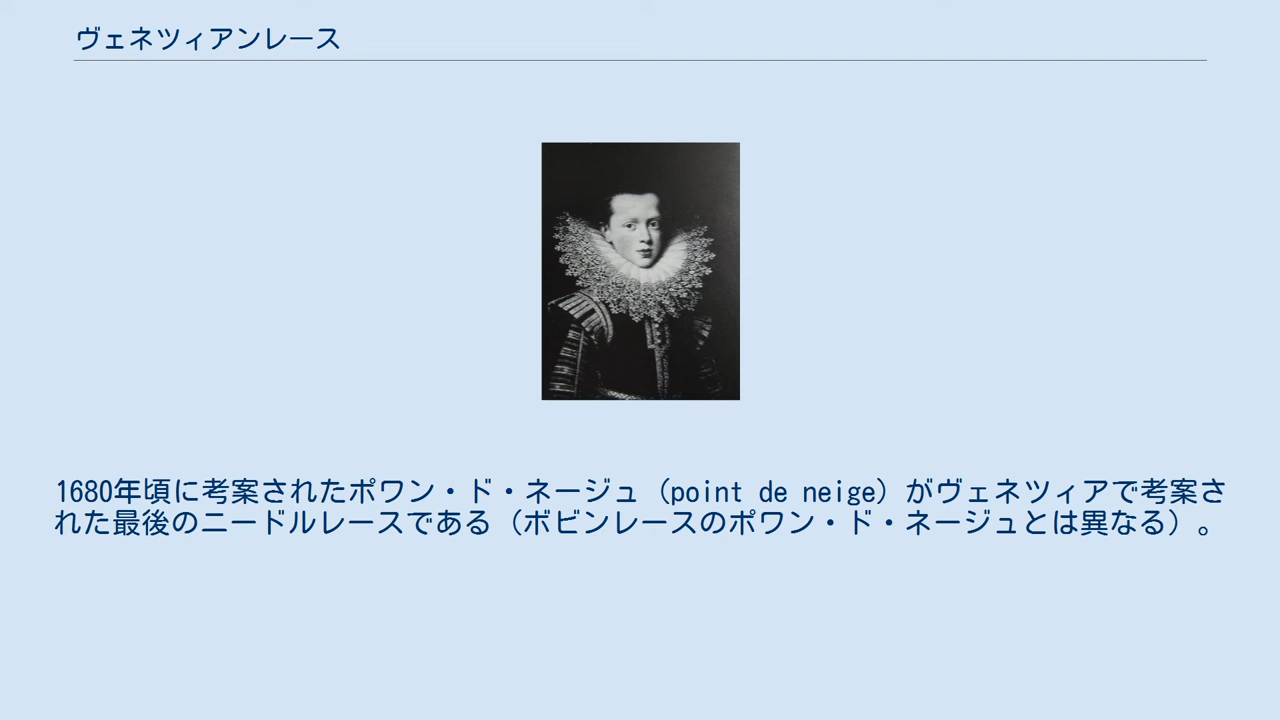 ヴェネツィアンレース
1680年頃に考案されたポワン・ド・ネージュ（point de neige）がヴェネツィアで考案さ
れた最後のニードルレースである（ボビンレースのポワン・ド・ネージュとは異なる）。